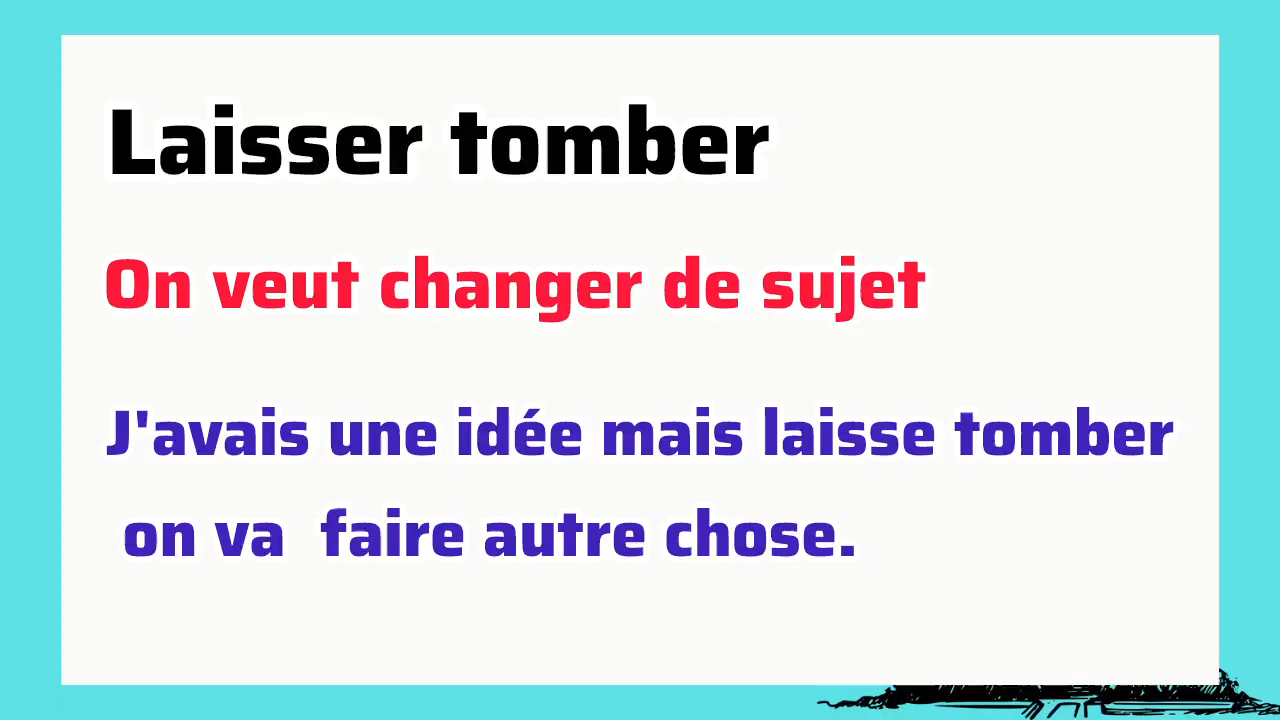 Laisser tomber
On veut changer de sujet
J'avais une idée mais laisse tomber
on va faire autre chose.